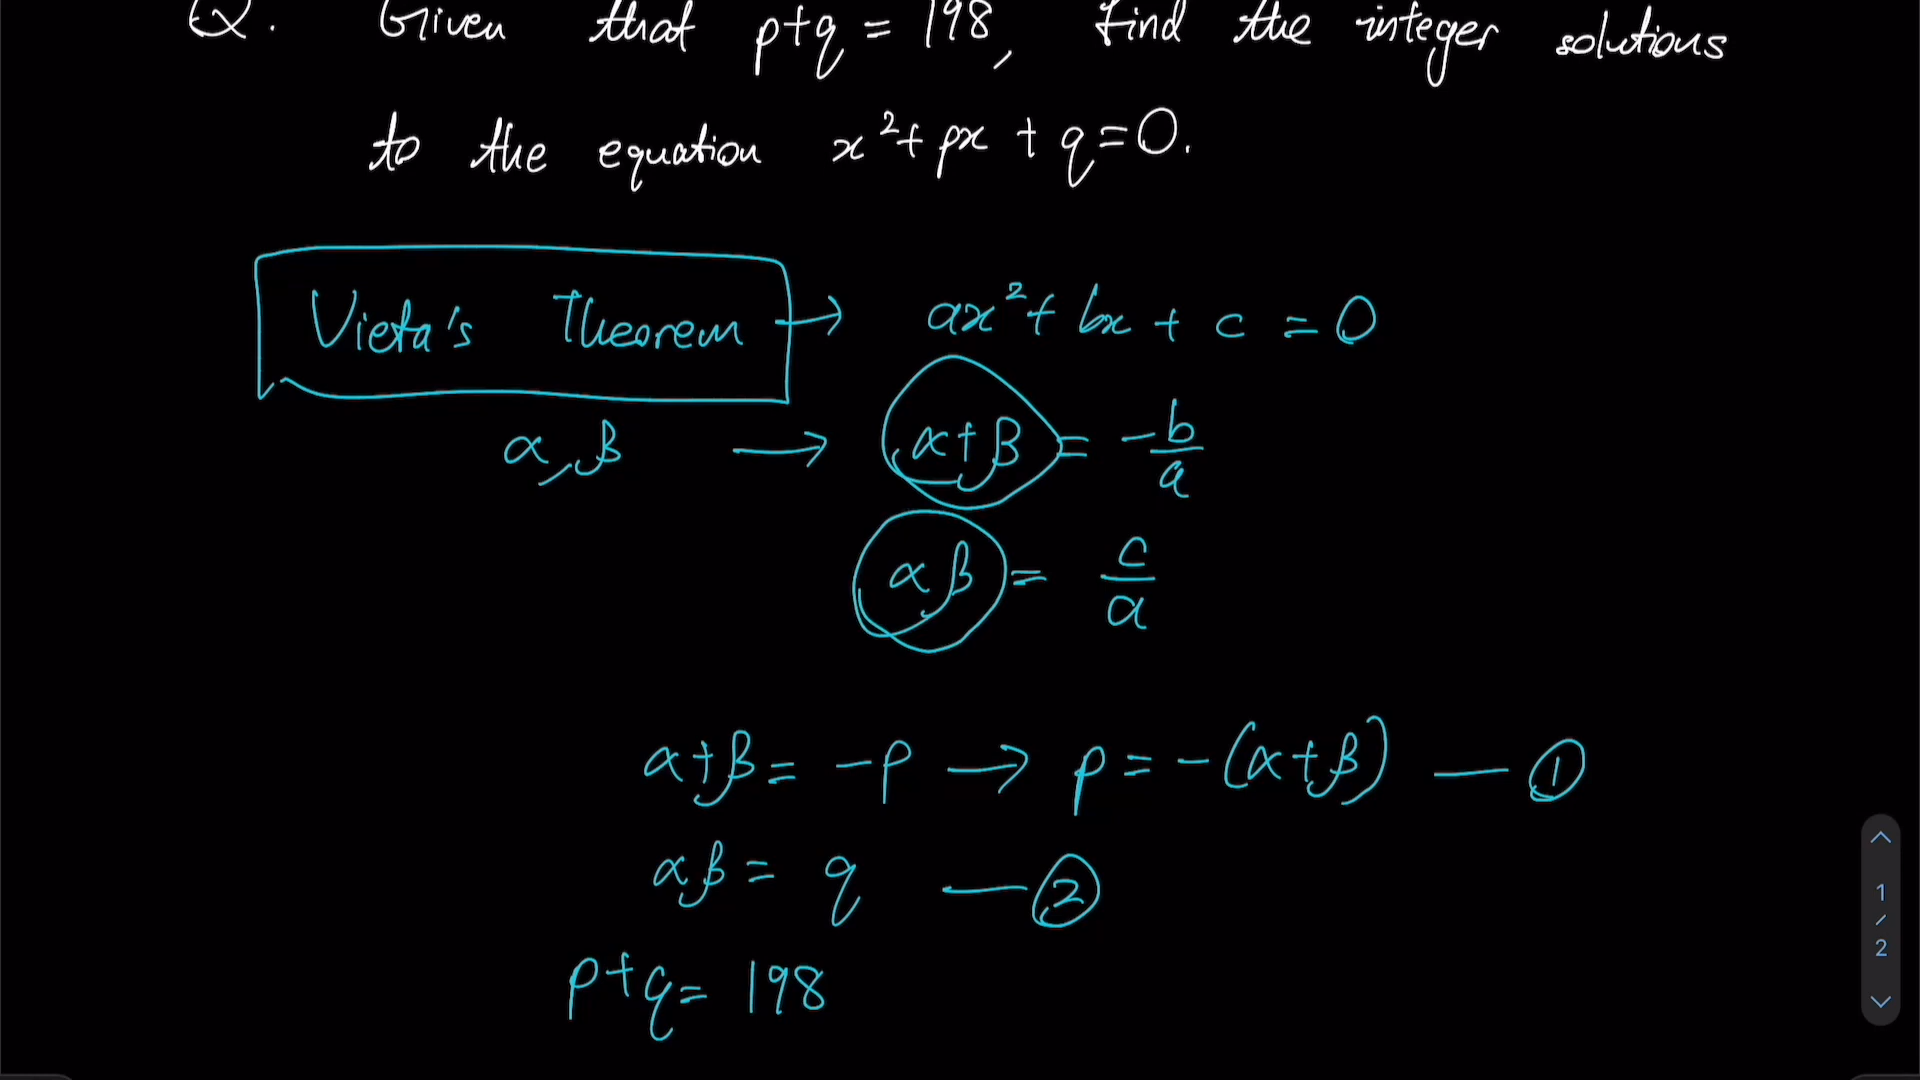 Q. Given that p+q = 198, find the integer solutions
to the equation x²+ px + q=0.
Vieta's Theorem → ax²+ bx + c = 0
α, β → α+β = -b/a
αβ = c/a
α+β = -p → p = -(α+β) — ①
αβ = q — ②
p+q = 198
1
/
2